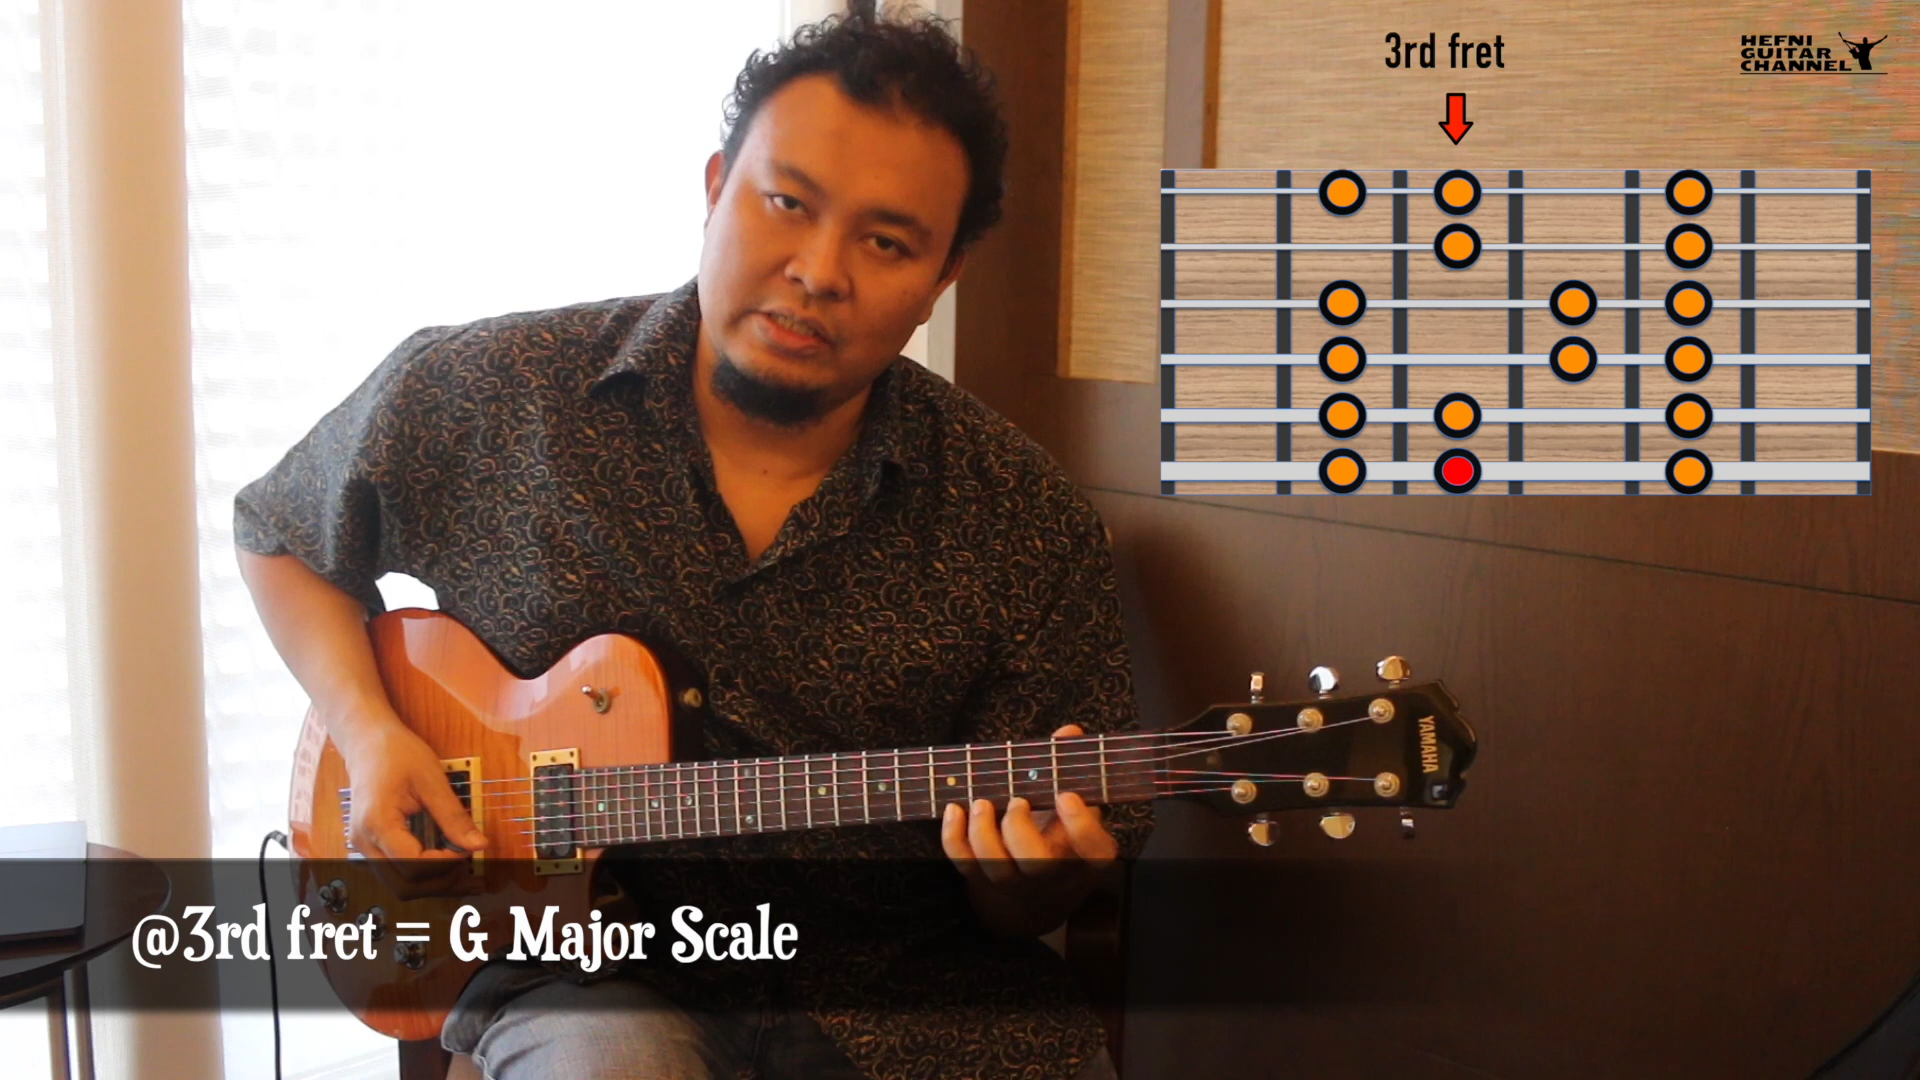 3rd fret
HEFNI
GUITAR
CHANNEL
YAMAHA
@3rd fret = G Major Scale